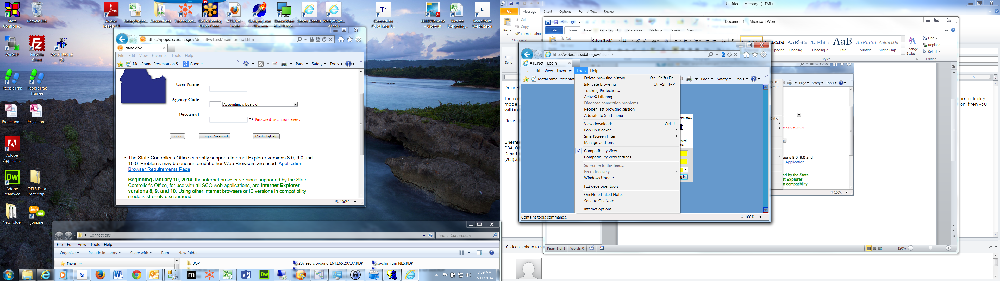 State Controlle...
Recycle Bin
Adobe Reader XI
SalaryProjec...
Connections
TurboMeet...
64
GoToMeeting
ATS.Net - Login
Groupsql.exe - Shortcut
DameWare
Server Checks
WeightWat...
T1
Conversion Calculator B...
666078ebook - Shortcut
Sherree Everything...
SharePoint WebMaster
WinSCP
FileZilla Client
WS_FTP95 LE (2)
PeopleTrak
PeopleTrak Trainee
Projection....
Projection....
Adobe Applicati...
Adobe Dreamwea...
IPELS Data Static.zip
New folder
join.me
https://ipops.sco.idaho.gov/defaultweb.nsf/mainframeset.htm
idaho.gov
File Edit View Favorites Tools Help
MetaFrame Presentation S... Google
Page Safety Tools
User Name
Agency Code
Accountancy, Board of
Password
** Passwords are case sensitive
Logon Forgot Password Contacts/Help
• The State Controller's Office currently supports Internet Explorer versions 8.0, 9.0 and
10.0. Problems may be encountered if other Web Browsers are used. Application
Browser Requirements Page
Beginning January 10, 2014, the internet browser versions supported by the State
Controller's Office, for use with all SCO web applications, are Internet Explorer
versions 8, 9, and 10. Using other internet browsers or IE versions in compatibility
mode is strongly discouraged.
100%
Connections
Search Connections
File Edit View Tools Help
Organize Include in library Share with Burn New folder
Favorites
BOP
207 seg cioyoung 164.165.207.37.RDP
swcfirmium NLS.RDP
8:59 AM
2/11/2014
Untitled - Message (HTML)
File Message Insert Options Format Text Review
Paste
Cut
Copy
Format Painter
Clipboard
Send
Dear A
There
mode
will be
Please
Sherre
DBA, O
Depart
(208) 33
Click on a photo to se
Document1 - Microsoft Word
File Home Insert Page Layout References Mailings Review View
Cut
Calibri (Body) 11
AaBbCcDd AaBbC AaBbCc AaB AaBbCci AaBbCcDd
Spacing Heading 1 Heading 2 Title Subtitle Subtle Emp...
Change Styles
Styles
Find
Replace
Select
Editing
http://webidaho.idaho.gov/ats.net/
ATS.Net - Login
File Edit View Favorites Tools Help
MetaFrame Presentat
Page Safety Tools
Delete browsing history... Ctrl+Shift+Del
InPrivate Browsing Ctrl+Shift+P
Tracking Protection...
ActiveX Filtering
Diagnose connection problems...
Reopen last browsing session
Add site to Start menu
View downloads Ctrl+J
Pop-up Blocker
SmartScreen Filter
Manage add-ons
Compatibility View
Compatibility View settings
Subscribe to this feed...
Feed discovery
Windows Update
F12 developer tools
OneNote Linked Notes
Send to OneNote
Internet options
es, Inc.
t
erved
nc.
g In
Contains tools commands.
100%
+Del
ift+P
Page Safety Tools
trl+J
re case sensitive
sions 8.0, 9.0 and
. Application
ed by the State
et Explorer
n compatibility
100%
15
ompatibility
on, then you
Page: 1 of 1 Words: 0
120%